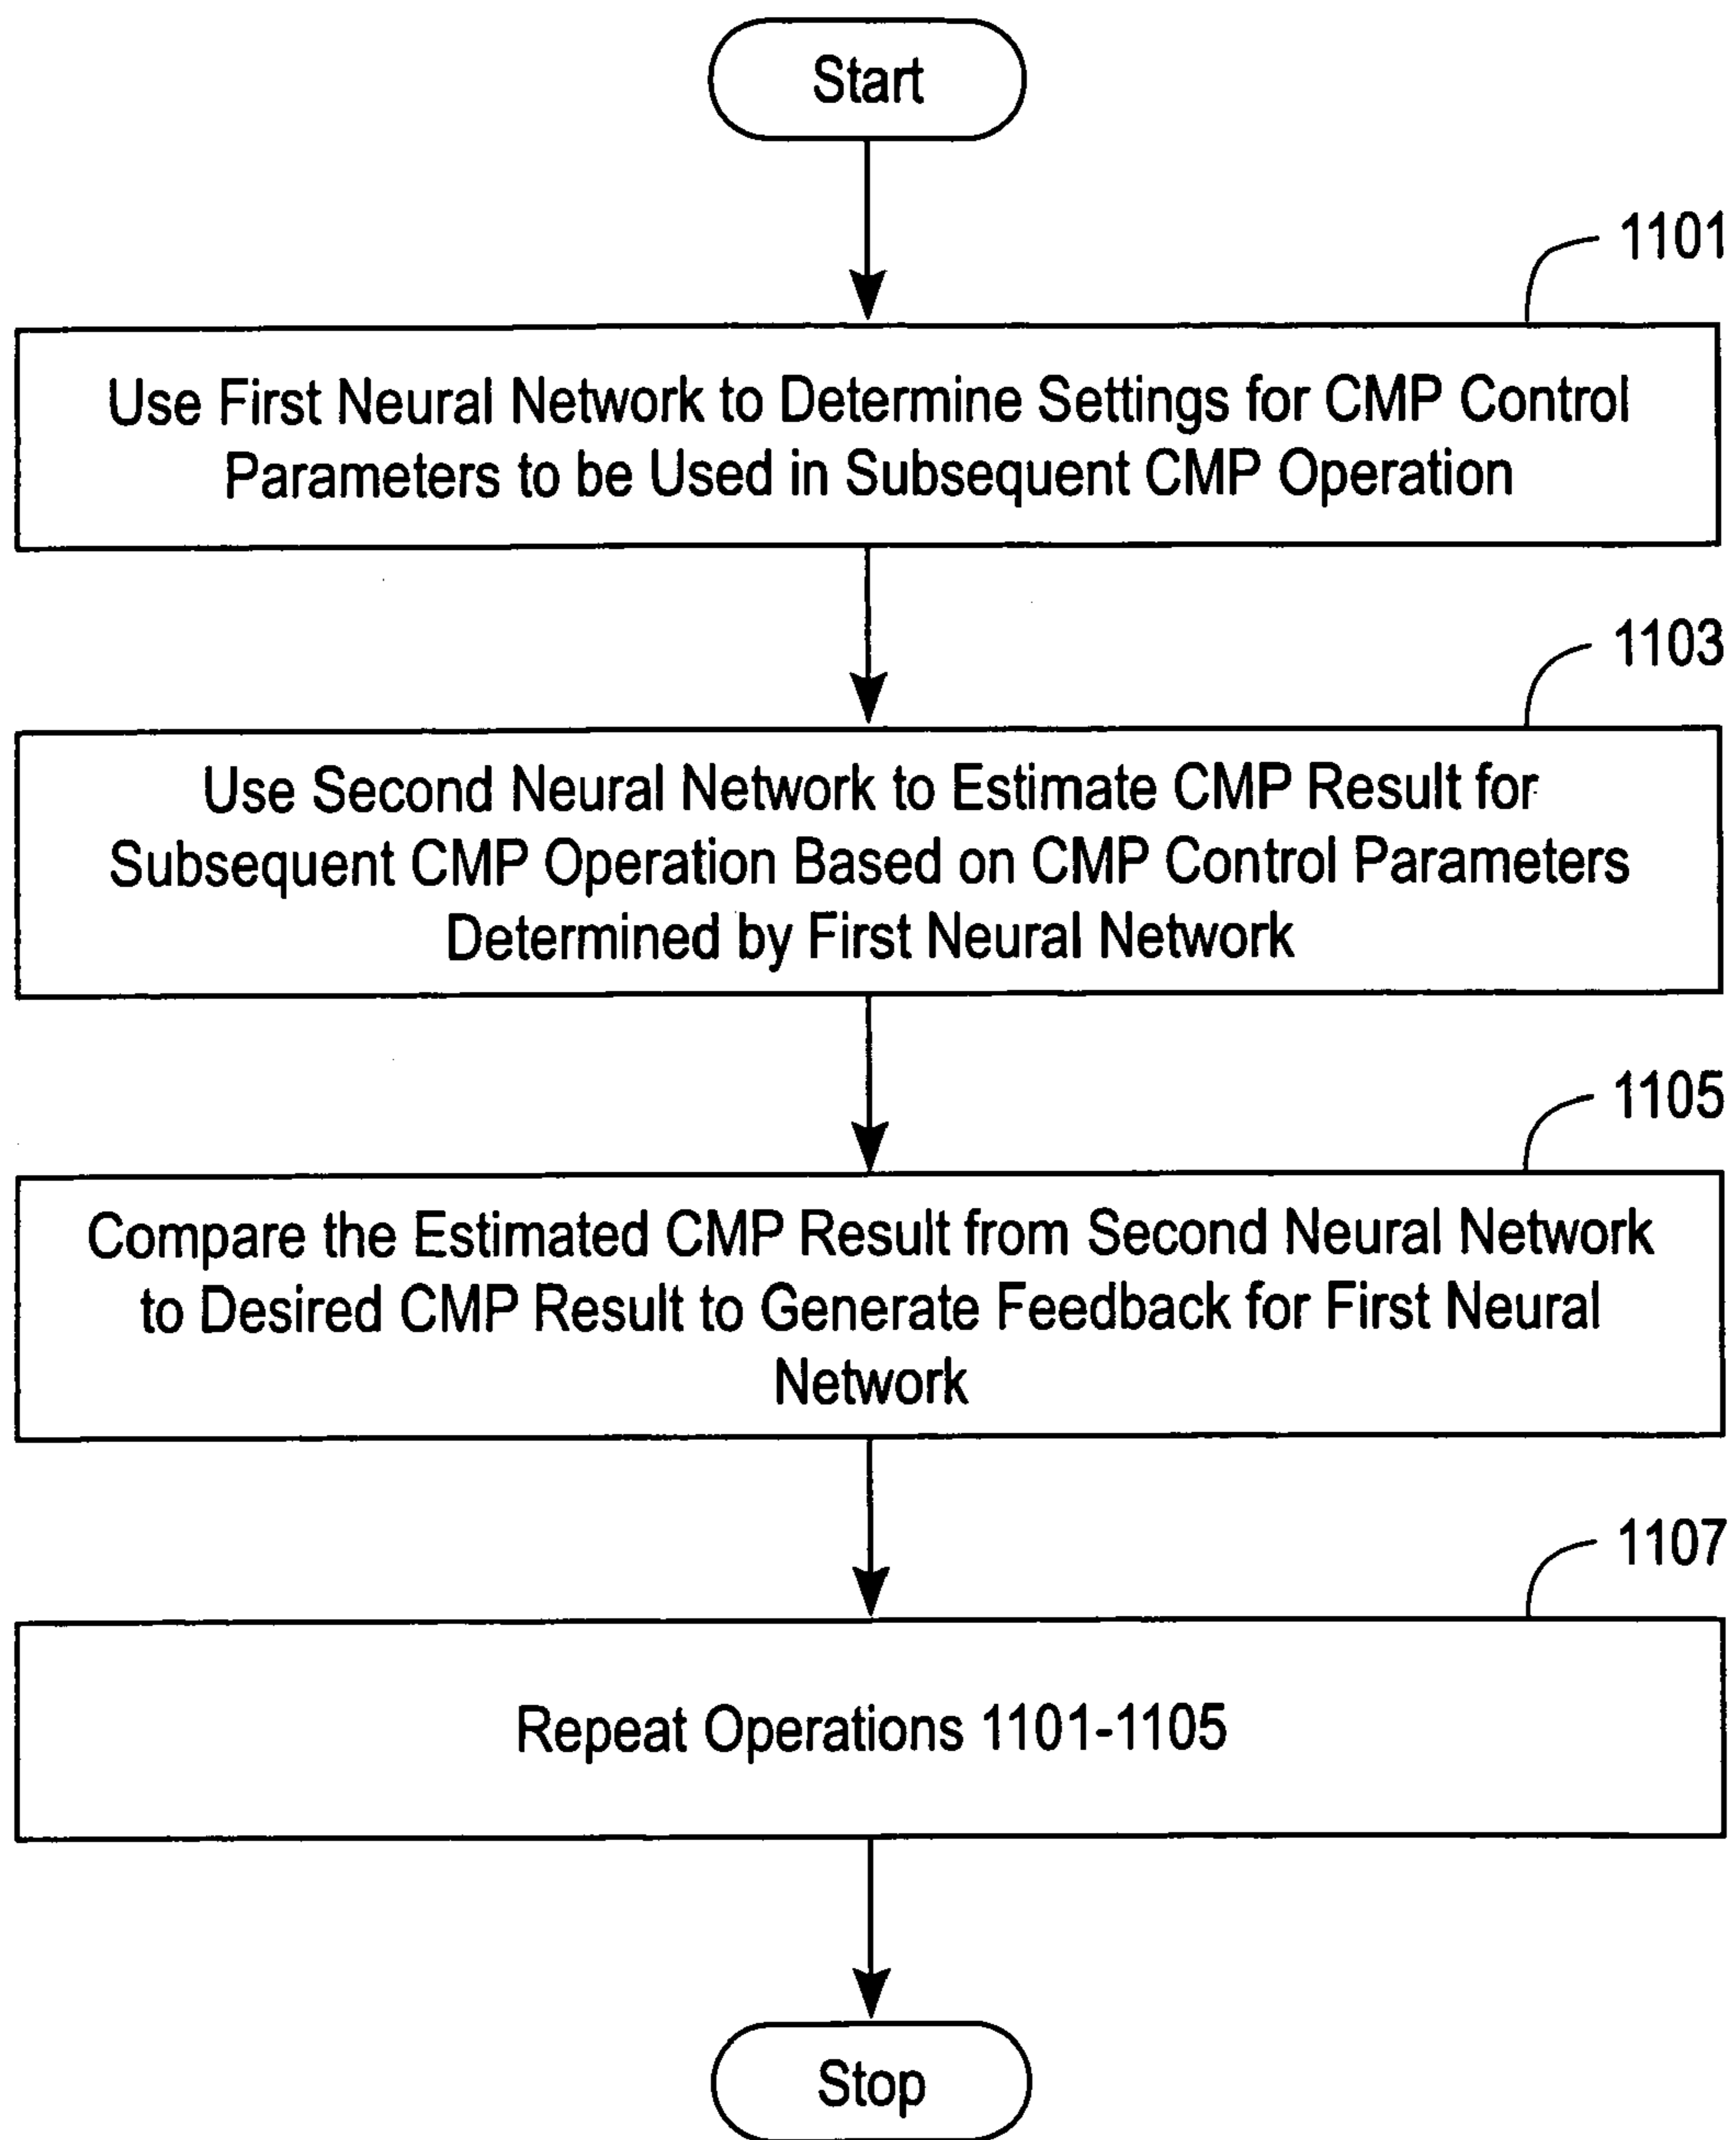 Start
1101
Use First Neural Network to Determine Settings for CMP Control
Parameters to be Used in Subsequent CMP Operation
1103
Use Second Neural Network to Estimate CMP Result for
Subsequent CMP Operation Based on CMP Control Parameters
Determined by First Neural Network
1105
Compare the Estimated CMP Result from Second Neural Network
to Desired CMP Result to Generate Feedback for First Neural
Network
1107
Repeat Operations 1101-1105
Stop